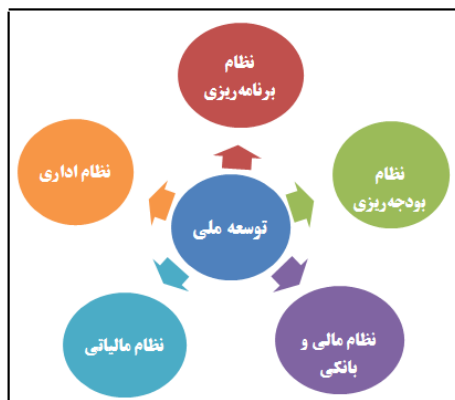 نظام
برنامه‌ریزی
نظام اداری
نظام
بودجه‌ریزی
توسعه ملی
نظام مالیاتی
نظام مالی و
بانکی